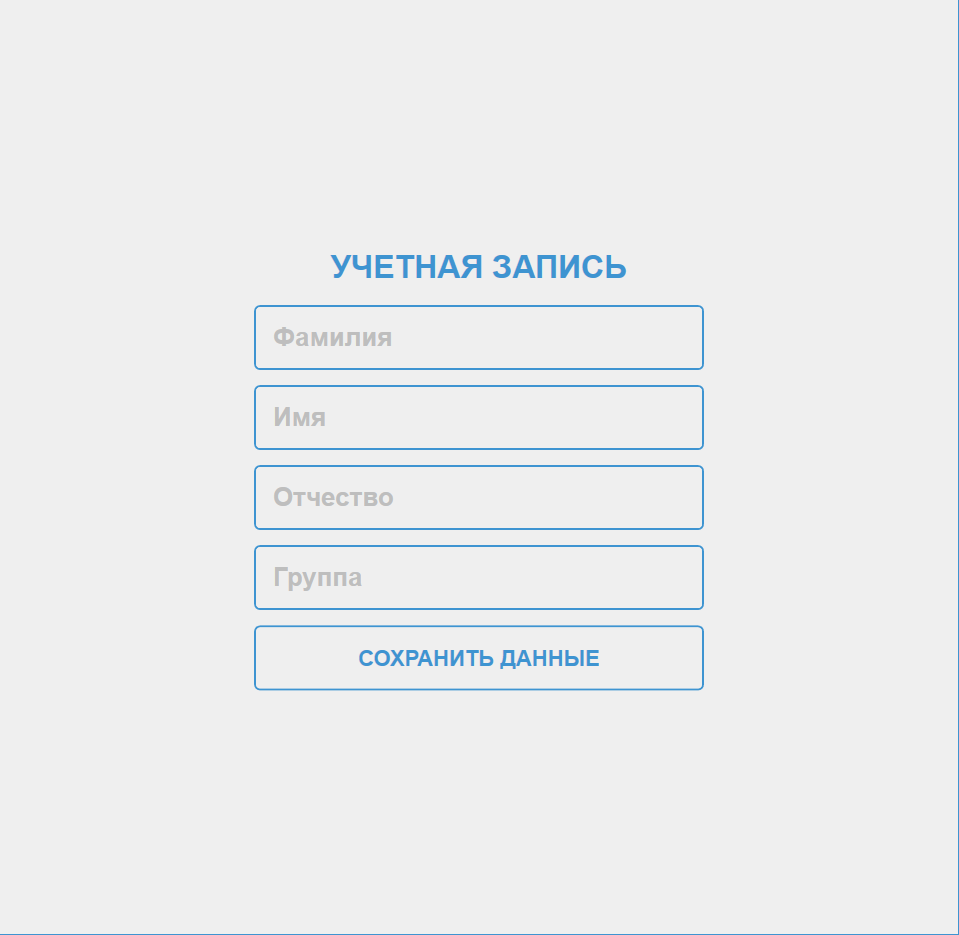 УЧЕТНАЯ ЗАПИСЬ
Фамилия
Имя
Отчество
Группа
СОХРАНИТЬ ДАННЫЕ